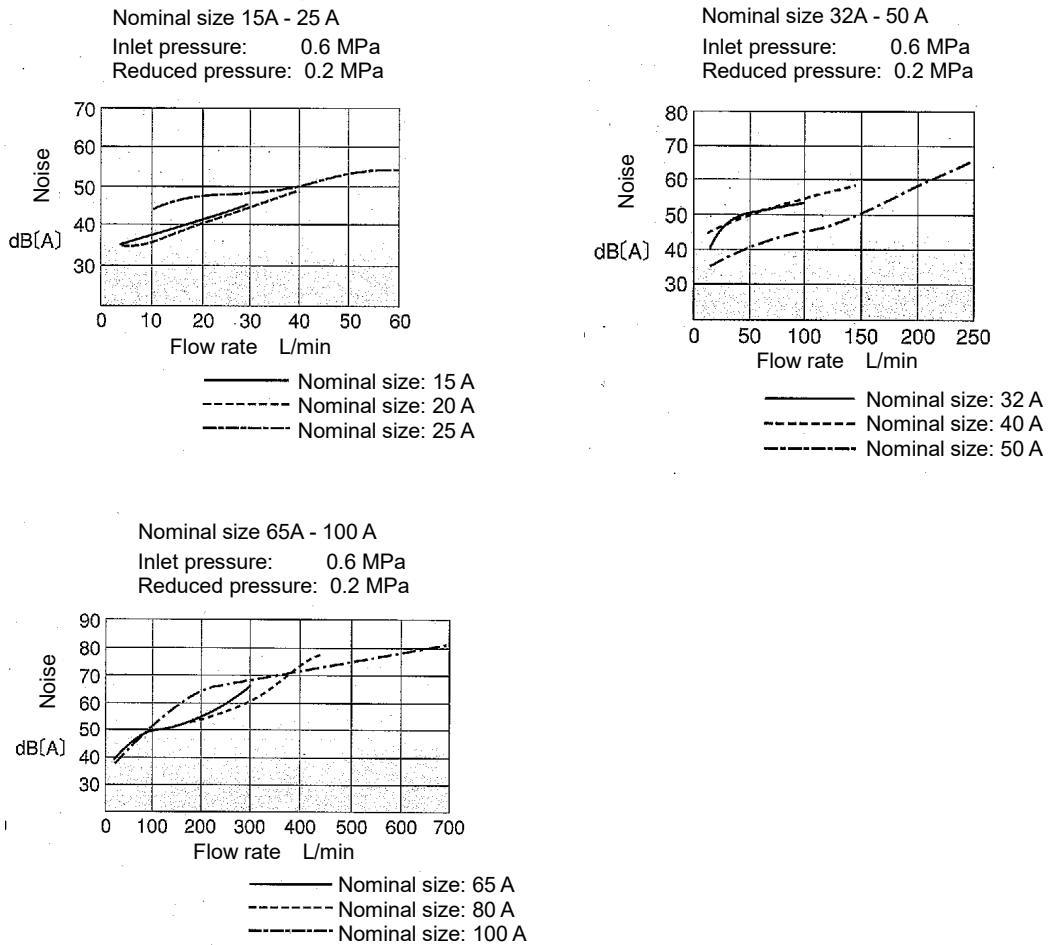 Nominal size 15A - 25 A
Inlet pressure: 0.6 MPa
Reduced pressure: 0.2 MPa
70
60
50
40
30
Noise
dB[A]
0 10 20 30 40 50 60
Flow rate L/min
Nominal size: 15 A
Nominal size: 20 A
Nominal size: 25 A
Nominal size 32A - 50 A
Inlet pressure: 0.6 MPa
Reduced pressure: 0.2 MPa
80
70
60
50
40
30
Noise
dB[A]
0 50 100 150 200 250
Flow rate L/min
Nominal size: 32 A
Nominal size: 40 A
Nominal size: 50 A
Nominal size 65A - 100 A
Inlet pressure: 0.6 MPa
Reduced pressure: 0.2 MPa
90
80
70
60
50
40
30
Noise
dB[A]
0 100 200 300 400 500 600 700
Flow rate L/min
Nominal size: 65 A
Nominal size: 80 A
Nominal size: 100 A